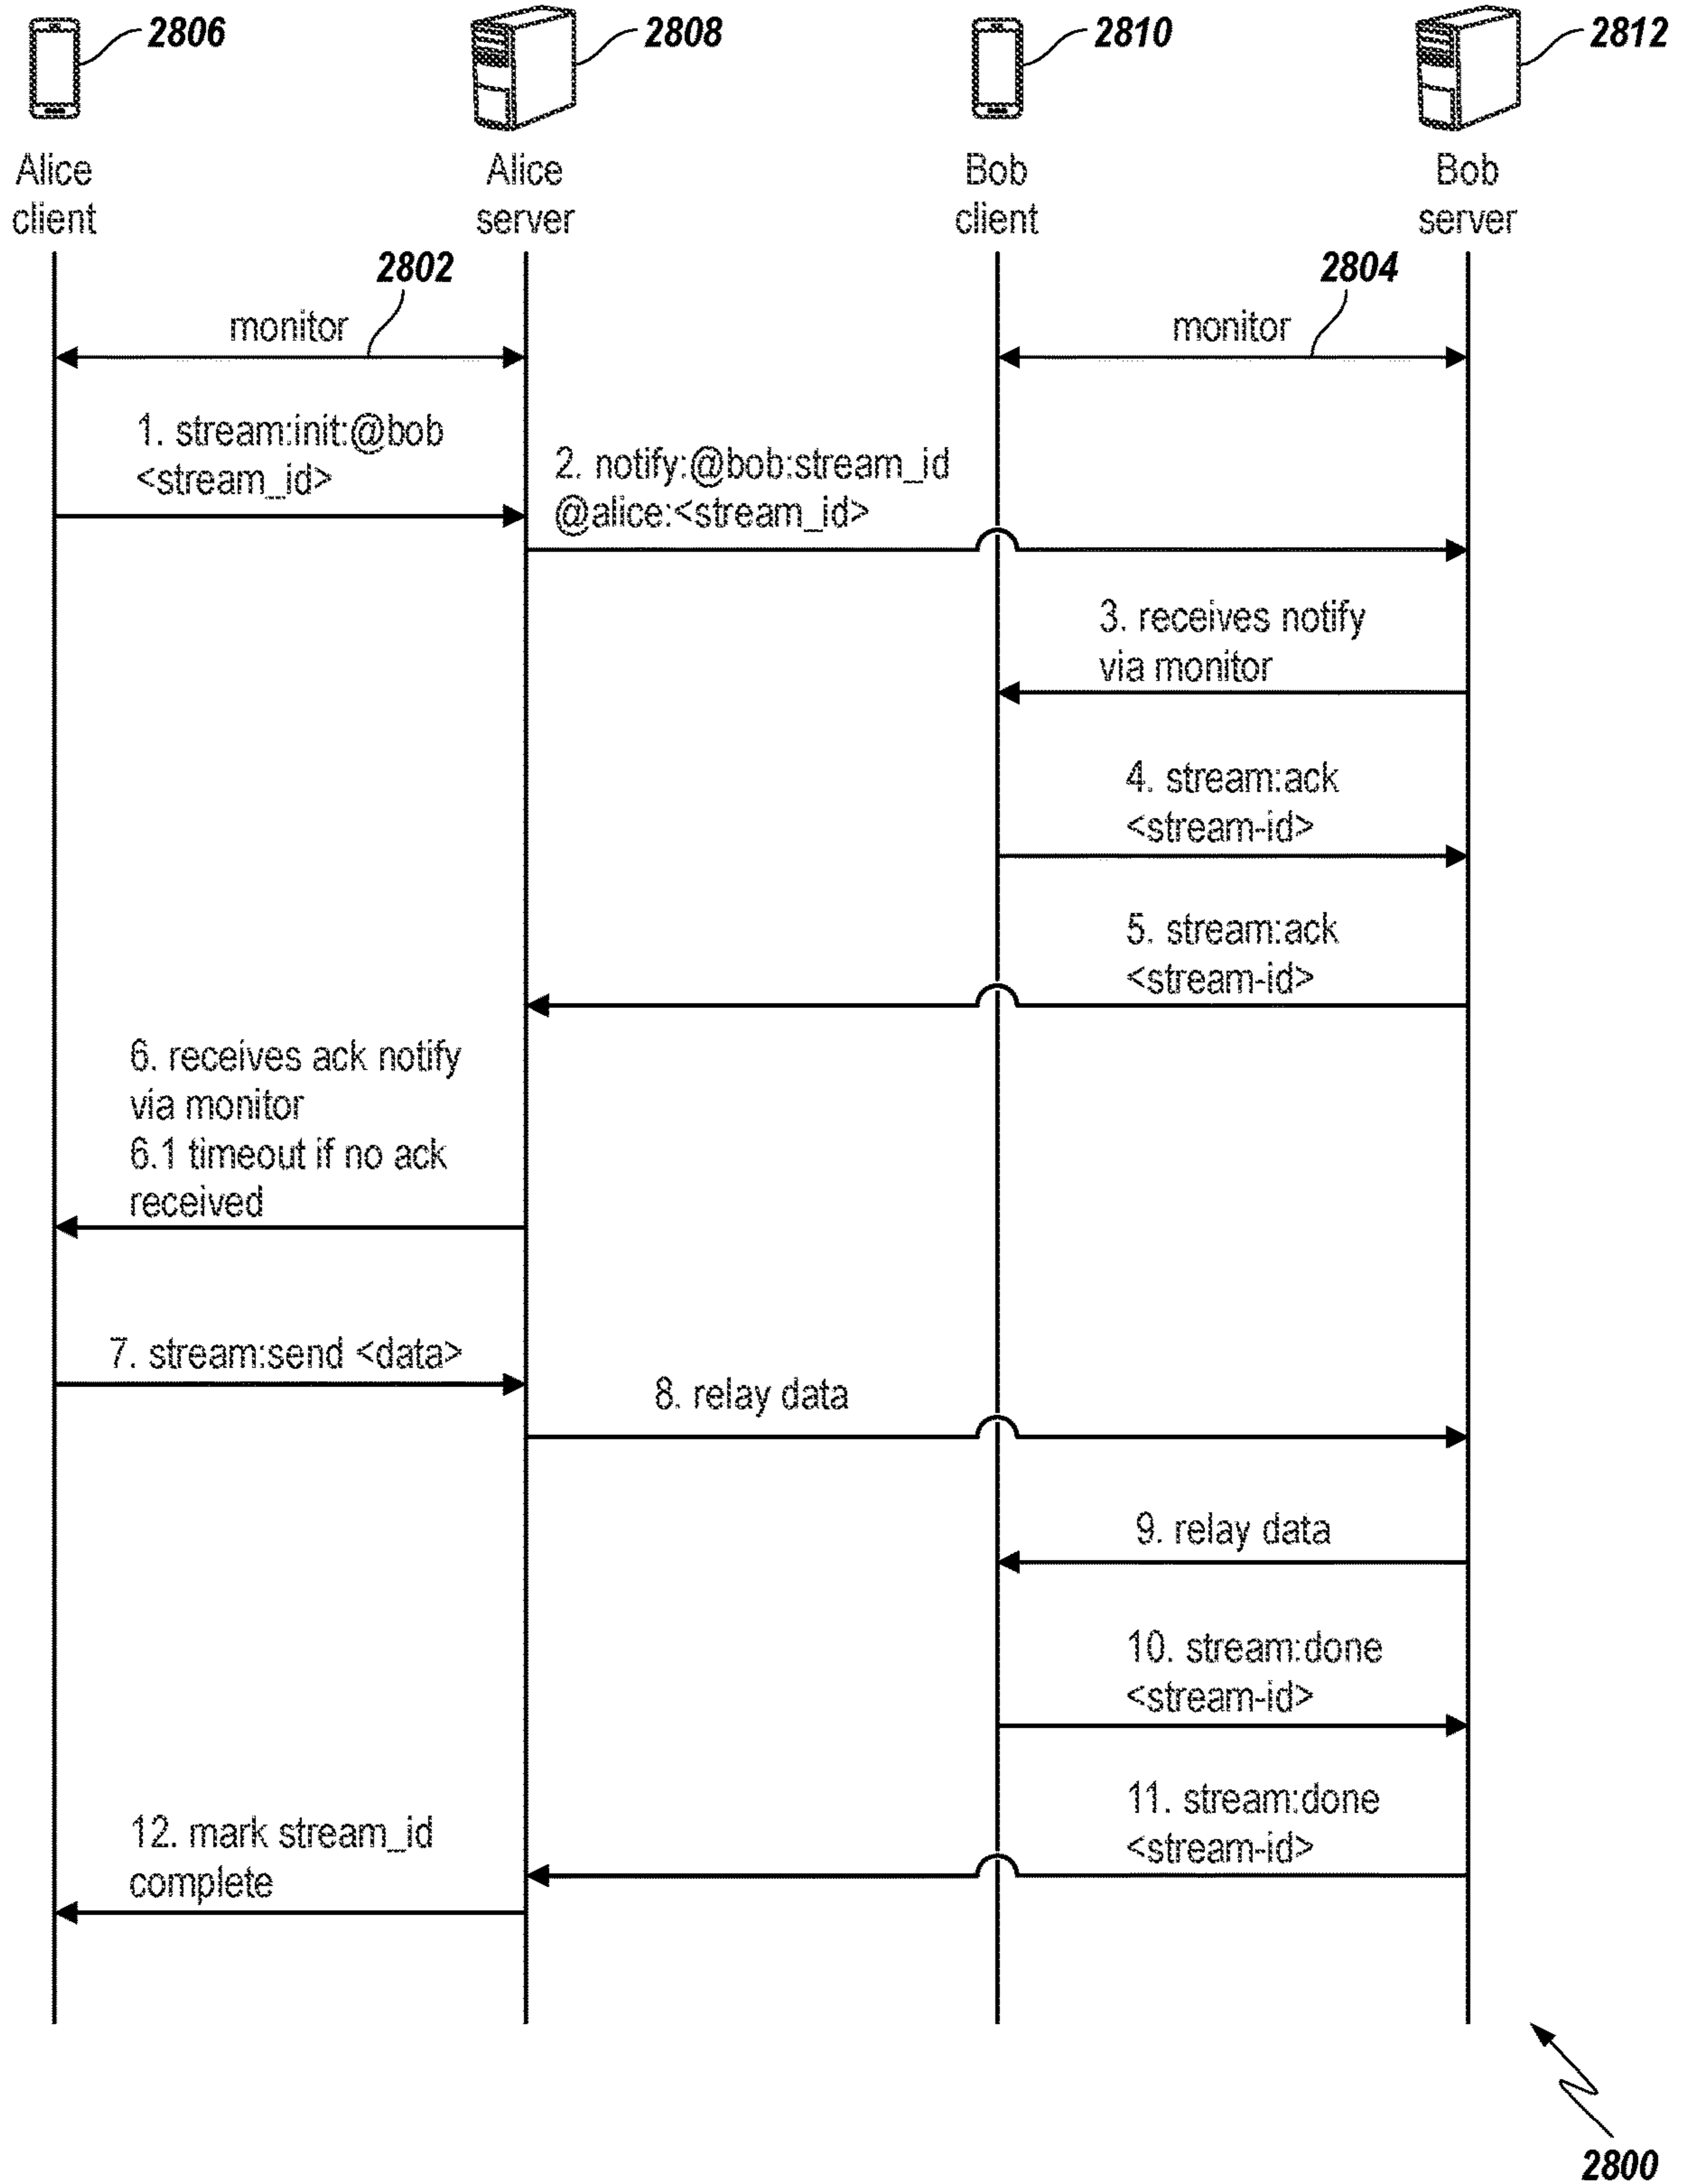 2806
2808
2810
2812
Alice
client
Alice
server
Bob
client
Bob
server
2802
2804
monitor
monitor
1. stream:init:@bob
<stream_id>
2. notify:@bob:stream_id
@alice:<stream_id>
3. receives notify
via monitor
4. stream:ack
<stream-id>
5. stream:ack
<stream-id>
6. receives ack notify
via monitor
6.1 timeout if no ack
received
7. stream:send <data>
8. relay data
9. relay data
10. stream:done
<stream-id>
11. stream:done
<stream-id>
12. mark stream_id
complete
2800